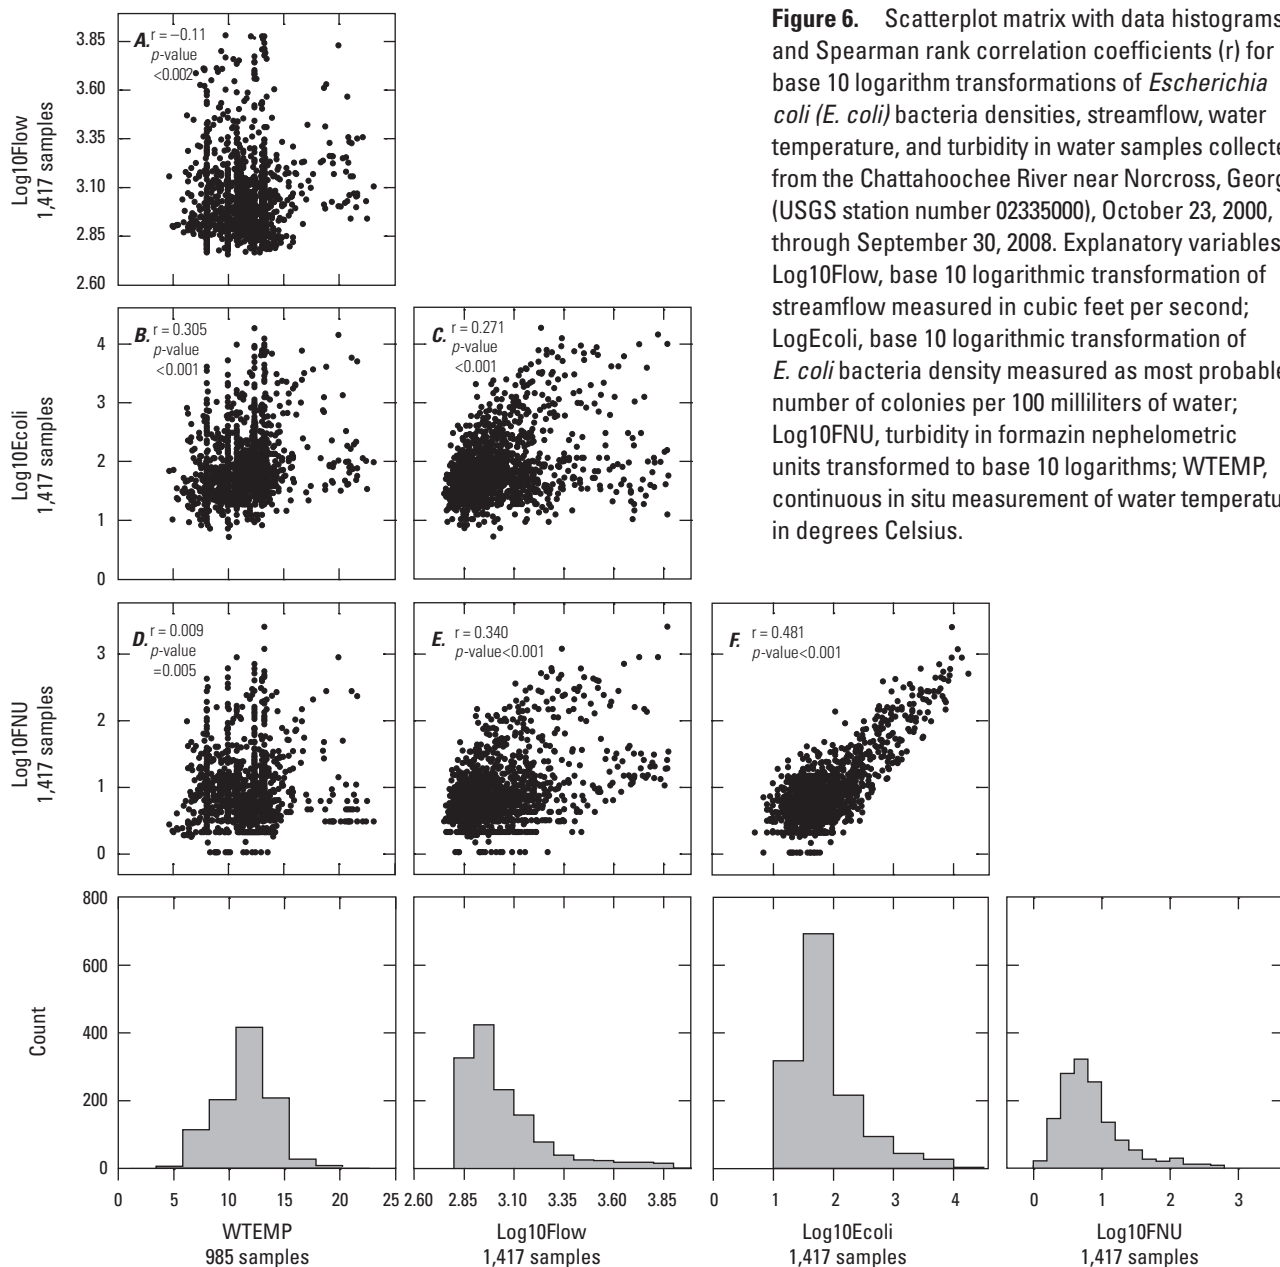 Figure 6. Scatterplot matrix with data histograms
and Spearman rank correlation coefficients (r) for
base 10 logarithm transformations of Escherichia
coli (E. coli) bacteria densities, streamflow, water
temperature, and turbidity in water samples collecte
from the Chattahoochee River near Norcross, Georg
(USGS station number 02335000), October 23, 2000,
through September 30, 2008. Explanatory variables
Log10Flow, base 10 logarithmic transformation of
streamflow measured in cubic feet per second;
LogEcoli, base 10 logarithmic transformation of
E. coli bacteria density measured as most probable
number of colonies per 100 milliliters of water;
Log10FNU, turbidity in formazin nephelometric
units transformed to base 10 logarithms; WTEMP,
continuous in situ measurement of water temperatu
in degrees Celsius.
Log10Flow
1,417 samples
3.85
3.60
3.35
3.10
2.85
2.60
A. r = –0.11
p-value
<0.002
Log10Ecoli
1,417 samples
4
3
2
1
0
B. r = 0.305
p-value
<0.001
C. r = 0.271
p-value
<0.001
Log10FNU
1,417 samples
3
2
1
0
D. r = 0.009
p-value
=0.005
E. r = 0.340
p-value<0.001
F. r = 0.481
p-value<0.001
Count
800
600
400
200
0
0 5 10 15 20 25
WTEMP
985 samples
2.60 2.85 3.10 3.35 3.60 3.85
Log10Flow
1,417 samples
0 1 2 3 4
Log10Ecoli
1,417 samples
0 1 2 3
Log10FNU
1,417 samples